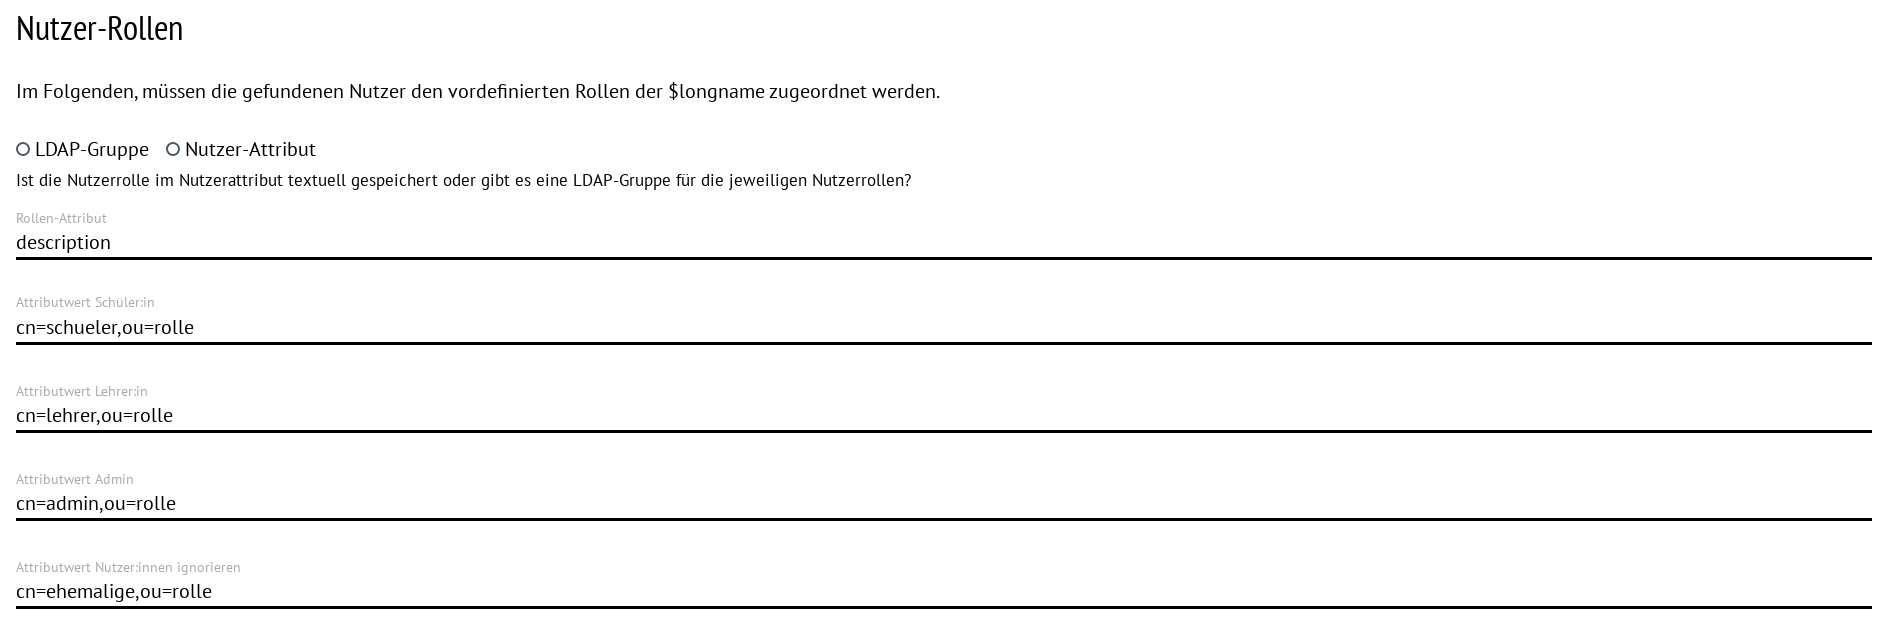 Nutzer-Rollen
Im Folgenden, müssen die gefundenen Nutzer den vordefinierten Rollen der $longname zugeordnet werden.
LDAP-Gruppe Nutzer-Attribut
Ist die Nutzerrolle im Nutzerattribut textuell gespeichert oder gibt es eine LDAP-Gruppe für die jeweiligen Nutzerrollen?
Rollen-Attribut
description
Attributwert Schüler:in
cn=schueler,ou=rolle
Attributwert Lehrer:in
cn=lehrer,ou=rolle
Attributwert Admin
cn=admin,ou=rolle
Attributwert Nutzer:innen ignorieren
cn=ehemalige,ou=rolle